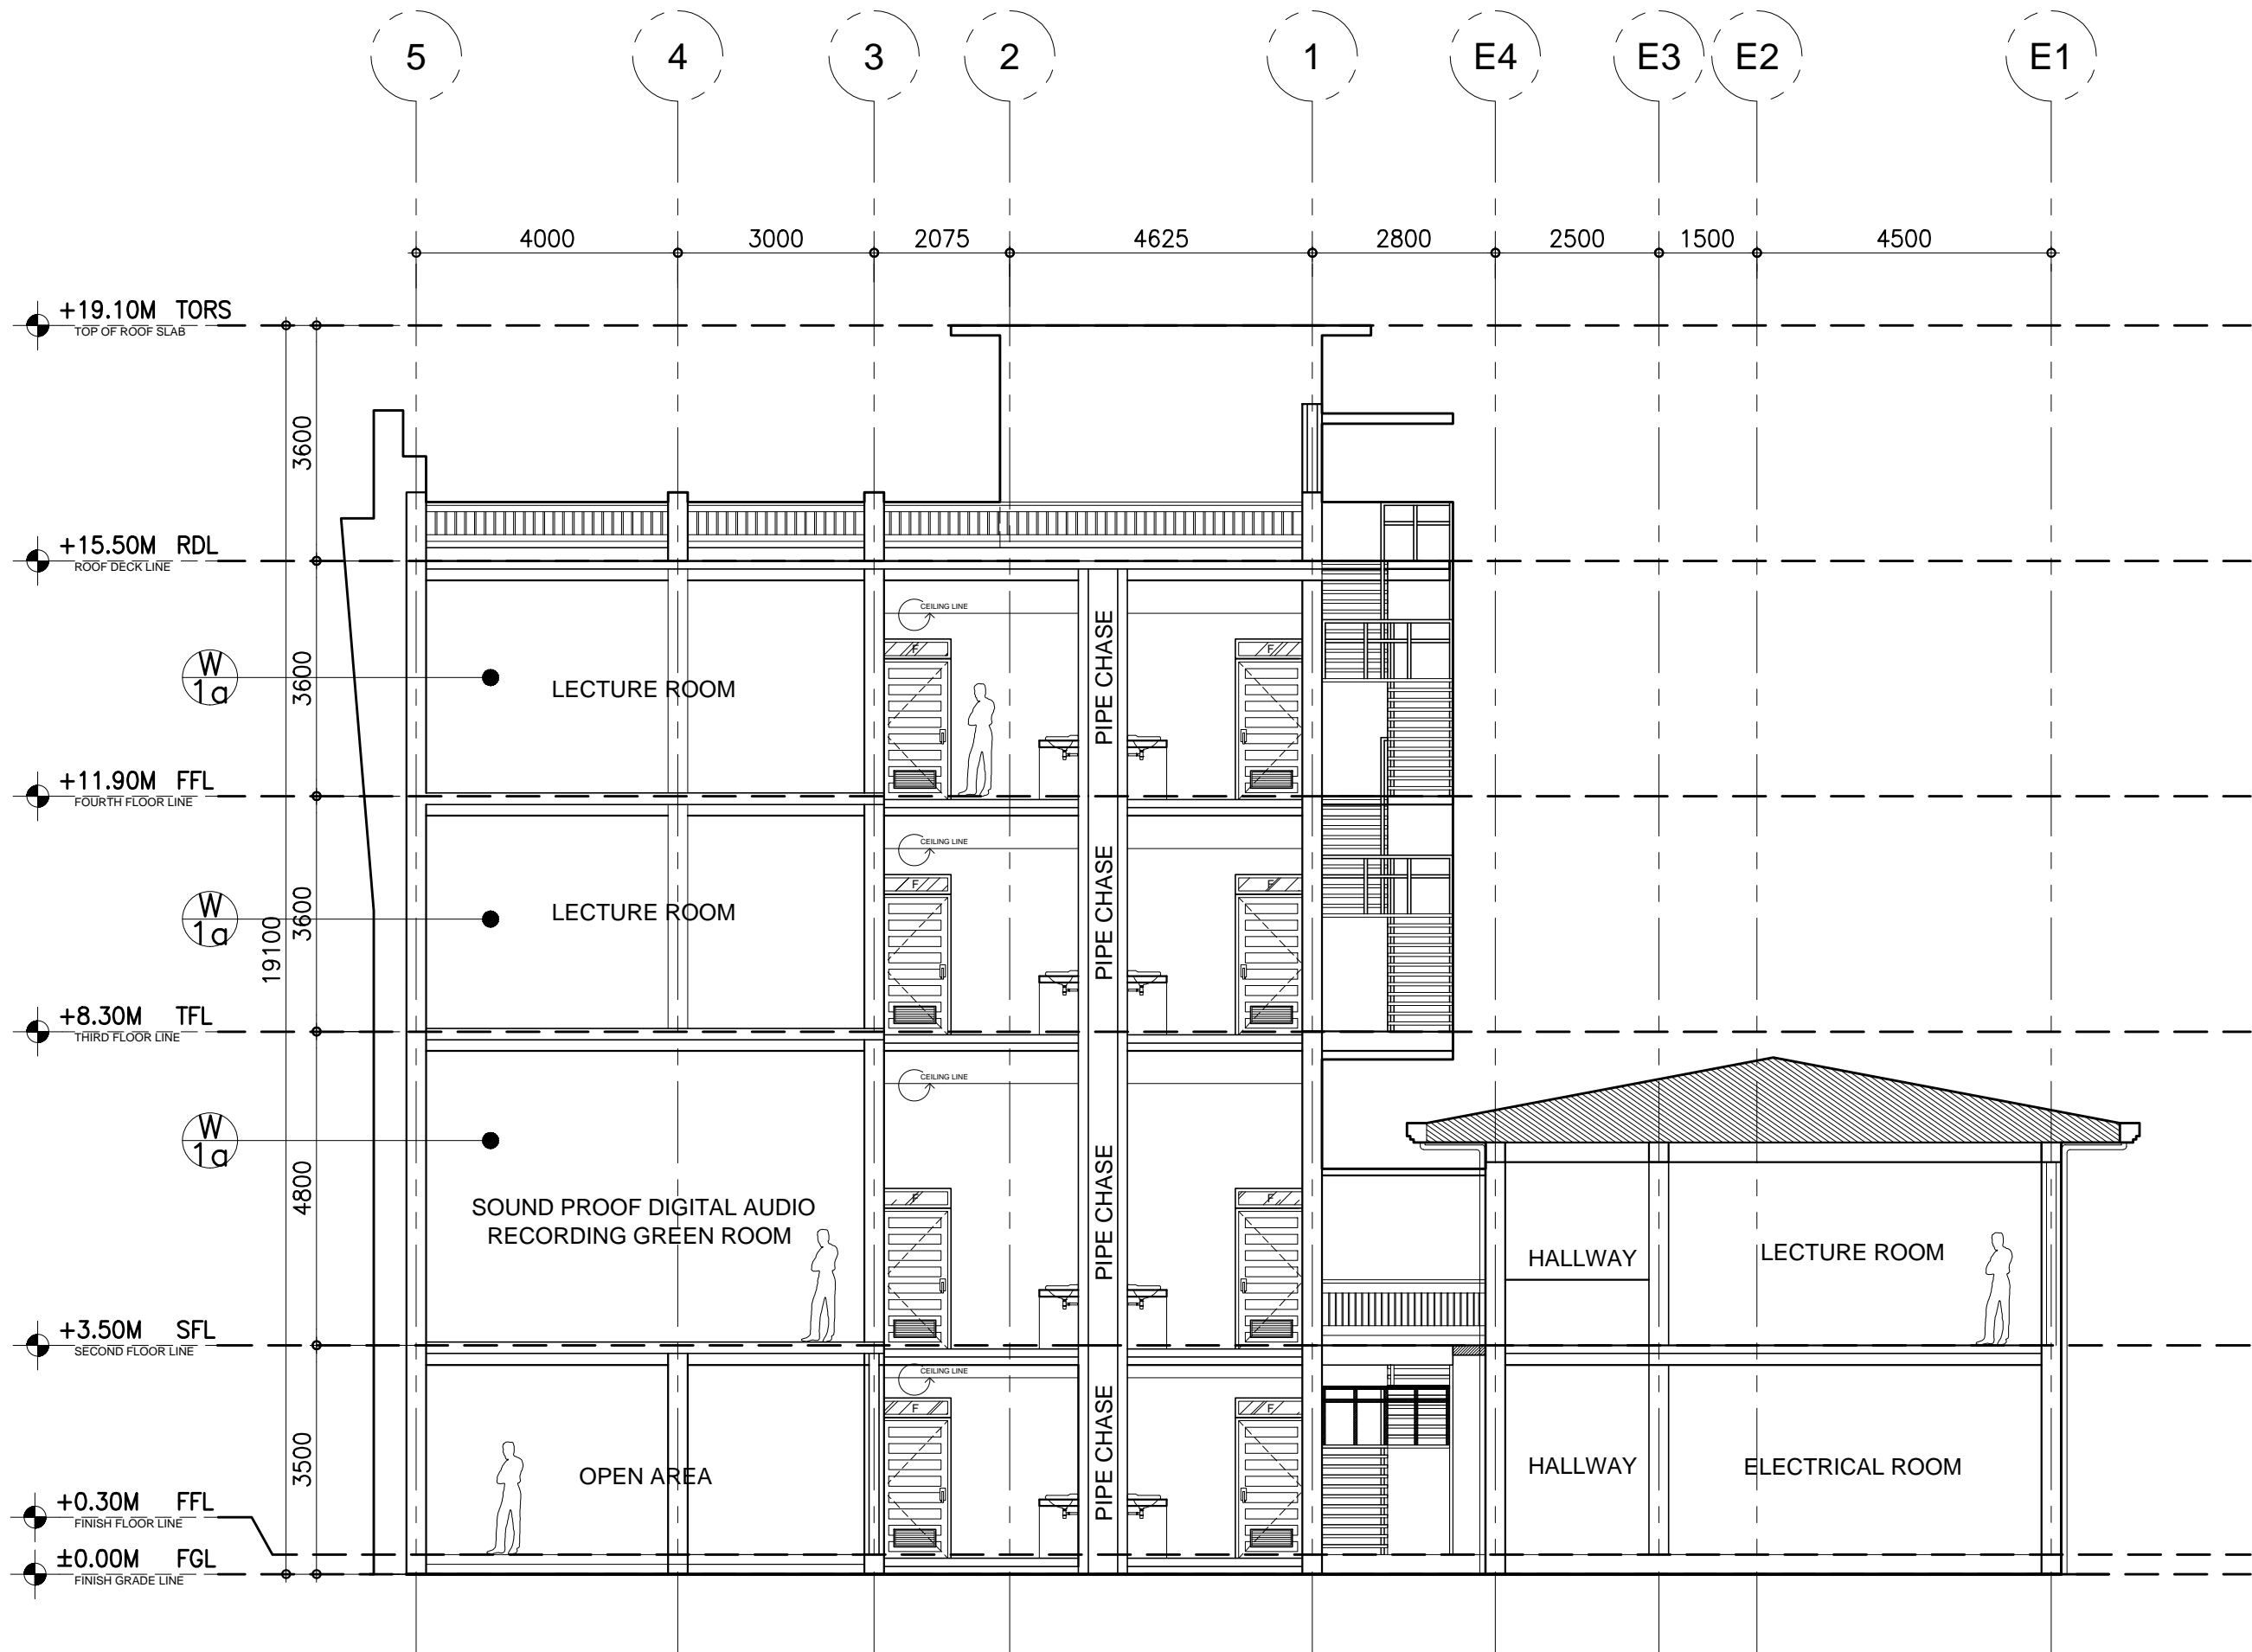 5 4 3 2 1 E4 E3 E2 E1
4000 3000 2075 4625 2800 2500 1500 4500
+19.10M TORS
TOP OF ROOF SLAB
3600
+15.50M RDL
ROOF DECK LINE
CEILING LINE
F F
W
1a
3600
LECTURE ROOM
PIPE CHASE
+11.90M FFL
FOURTH FLOOR LINE
CEILING LINE
F F
W
1a
19100
3600
LECTURE ROOM
PIPE CHASE
+8.30M TFL
THIRD FLOOR LINE
CEILING LINE
W
1a
4800
F F
SOUND PROOF DIGITAL AUDIO
RECORDING GREEN ROOM
PIPE CHASE
HALLWAY
LECTURE ROOM
+3.50M SFL
SECOND FLOOR LINE
CEILING LINE
F F
3500
OPEN AREA
PIPE CHASE
HALLWAY
ELECTRICAL ROOM
+0.30M FFL
FINISH FLOOR LINE
±0.00M FGL
FINISH GRADE LINE